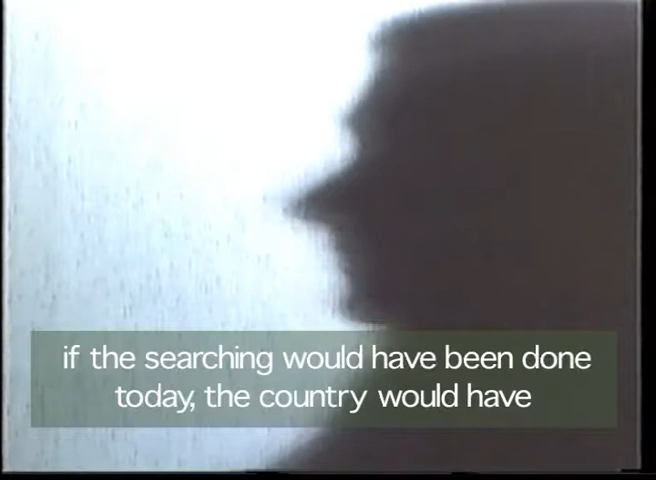 if the searching would have been done
today, the country would have